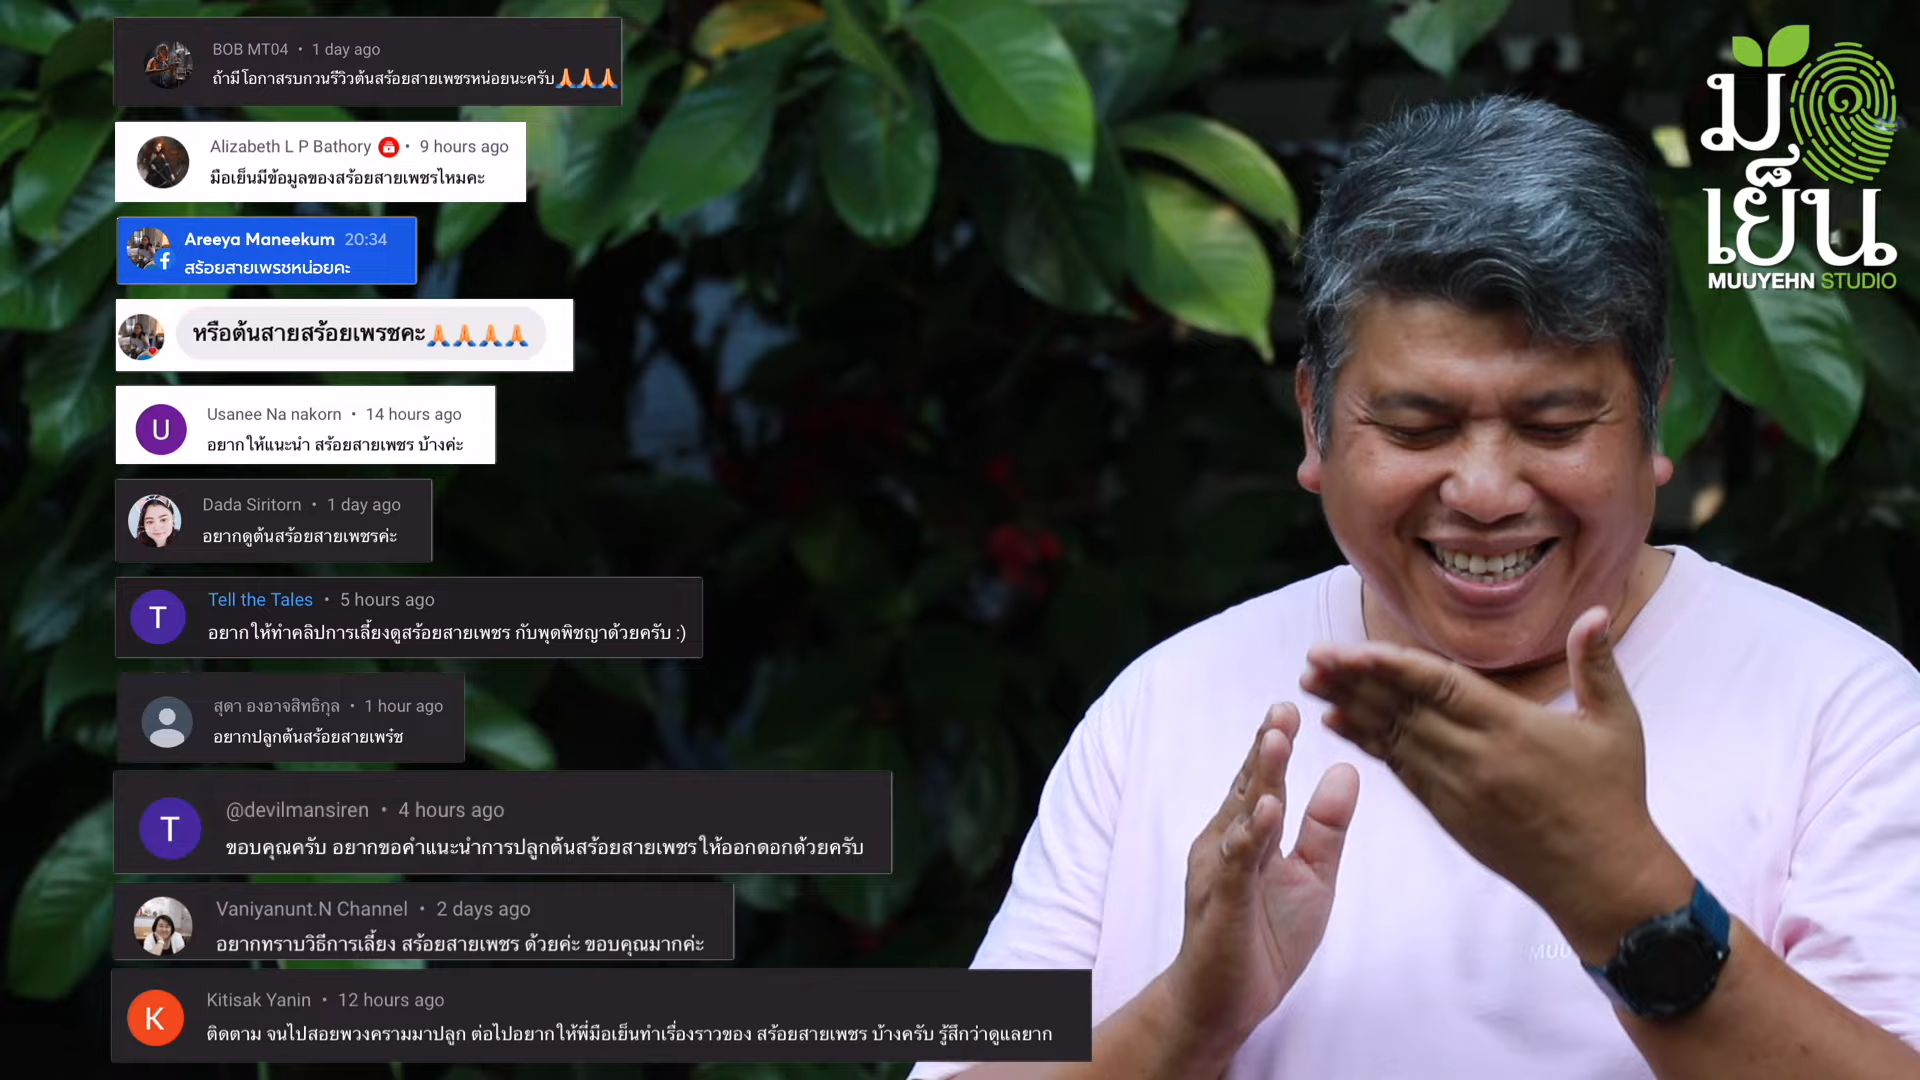 BOB MT04 • 1 day ago
ถ้ามีโอกาสรบกวนรีวิวต้นสร้อยสายเพชรหน่อยนะครับ🙏🙏🙏
Alizabeth L P Bathory • 9 hours ago
มือเย็นมีข้อมูลของสร้อยสายเพชรไหมคะ
Areeya Maneekum 20:34
สร้อยสายเพรชหน่อยคะ
หรือต้นสายสร้อยเพรชคะ🙏🙏🙏🙏
U
Usanee Na nakorn • 14 hours ago
อยากให้แนะนำ สร้อยสายเพชร บ้างค่ะ
Dada Siritorn • 1 day ago
อยากดูต้นสร้อยสายเพชรค่ะ
T
Tell the Tales • 5 hours ago
อยากให้ทำคลิปการเลี้ยงดูสร้อยสายเพชร กับพุดพิชญาด้วยครับ :)
สุดา องอาจสิทธิกุล • 1 hour ago
อยากปลูกต้นสร้อยสายเพร๋ช
T
@devilmansiren • 4 hours ago
ขอบคุณครับ อยากขอคำแนะนำการปลูกต้นสร้อยสายเพชรให้ออกดอกด้วยครับ
Vaniyanunt.N Channel • 2 days ago
อยากทราบวิธีการเลี้ยง สร้อยสายเพชร ด้วยค่ะ ขอบคุณมากค่ะ
K
Kitisak Yanin • 12 hours ago
ติดตาม จนไปสอยพวงครามมาปลูก ต่อไปอยากให้พี่มือเย็นทำเรื่องราวของ สร้อยสายเพชร บ้างครับ รู้สึกว่าดูแลยาก
มือ
เย็น
MUUYEHN STUDIO